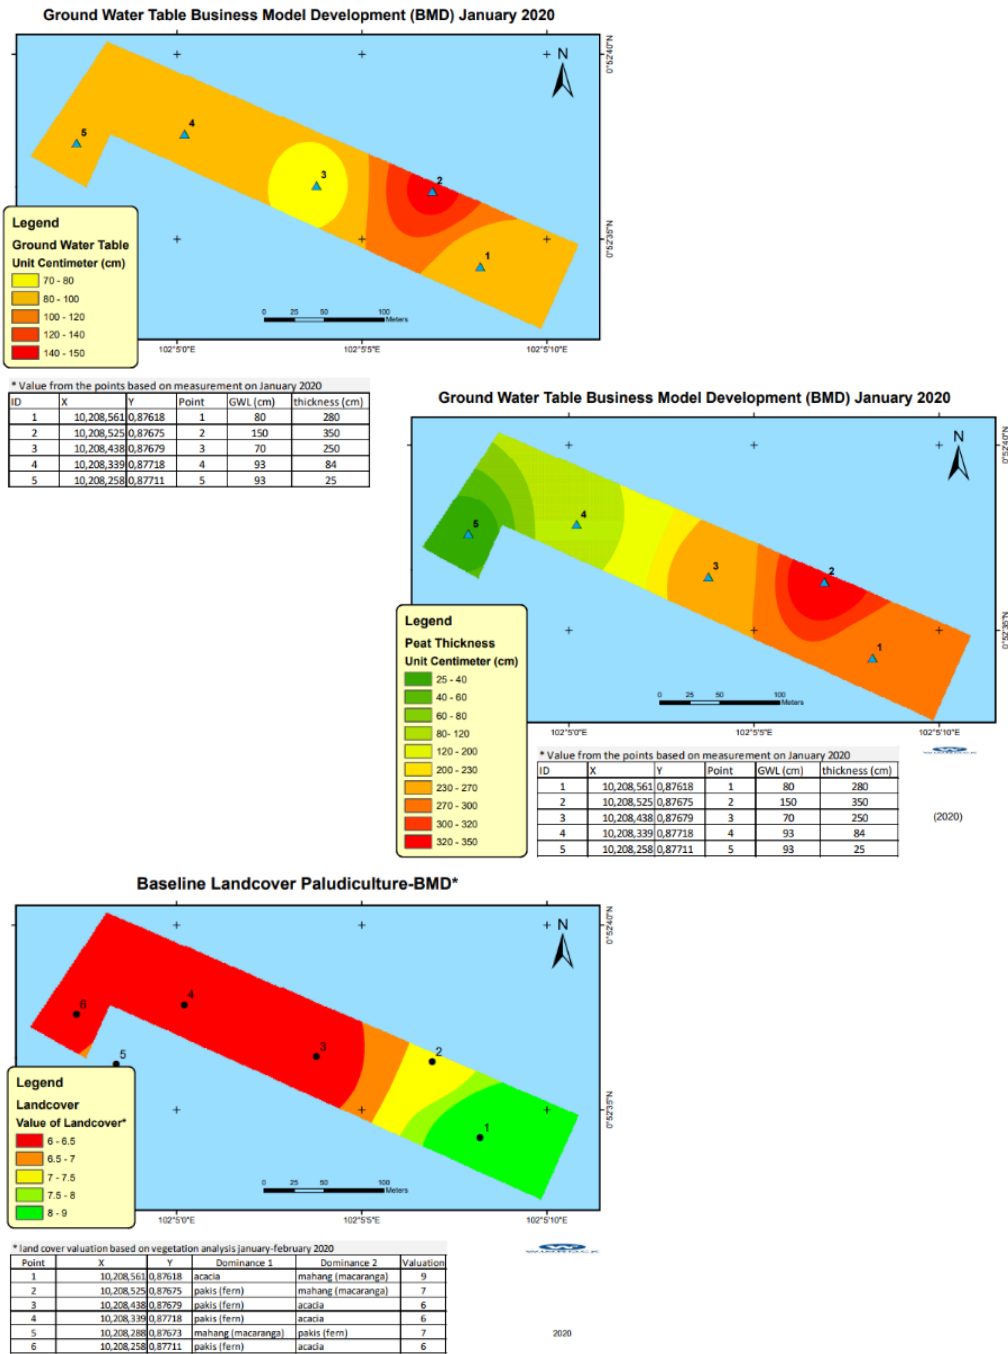 Ground Water Table Business Model Development (BMD) January 2020
N
0°52'40"N
0°52'35"N
5
4
3
2
1
Legend
Ground Water Table
Unit Centimeter (cm)
70 - 80
80 - 100
100 - 120
120 - 140
140 - 150
0 25 50 100
Meters
102°5'0"E 102°5'5"E 102°5'10"E
* Value from the points based on measurement on January 2020
ID X Y Point GWL (cm) thickness (cm)
1 10,208,561 0,87618 1 80 280
2 10,208,525 0,87675 2 150 350
3 10,208,438 0,87679 3 70 250
4 10,208,339 0,87718 4 93 84
5 10,208,258 0,87711 5 93 25
Ground Water Table Business Model Development (BMD) January 2020
N
0°52'40"N
0°52'35"N
5
4
3
2
1
Legend
Peat Thickness
Unit Centimeter (cm)
25 - 40
40 - 60
60 - 80
80- 120
120 - 200
200 - 230
230 - 270
270 - 300
300 - 320
320 - 350
0 25 50 100
Meters
102°5'0"E 102°5'5"E 102°5'10"E
* Value from the points based on measurement on January 2020
ID X Y Point GWL (cm) thickness (cm)
1 10,208,561 0,87618 1 80 280
2 10,208,525 0,87675 2 150 350
3 10,208,438 0,87679 3 70 250
4 10,208,339 0,87718 4 93 84
5 10,208,258 0,87711 5 93 25
(2020)
Baseline Landcover Paludiculture-BMD*
N
0°52'40"N
0°52'35"N
6
4
3
5
2
1
Legend
Landcover
Value of Landcover*
6 - 6.5
6.5 - 7
7 - 7.5
7.5 - 8
8 - 9
0 25 50 100
Meters
102°5'0"E 102°5'5"E 102°5'10"E
* land cover valuation based on vegetation analysis january-february 2020
Point X Y Dominance 1 Dominance 2 Valuation
1 10,208,561 0,87618 acacia mahang (macaranga) 9
2 10,208,525 0,87675 pakis (fern) mahang (macaranga) 7
3 10,208,438 0,87679 pakis (fern) acacia 6
4 10,208,339 0,87718 pakis (fern) acacia 6
5 10,208,288 0,87673 mahang (macaranga) pakis (fern) 7
6 10,208,258 0,87711 pakis (fern) acacia 6
WINROCK
2020